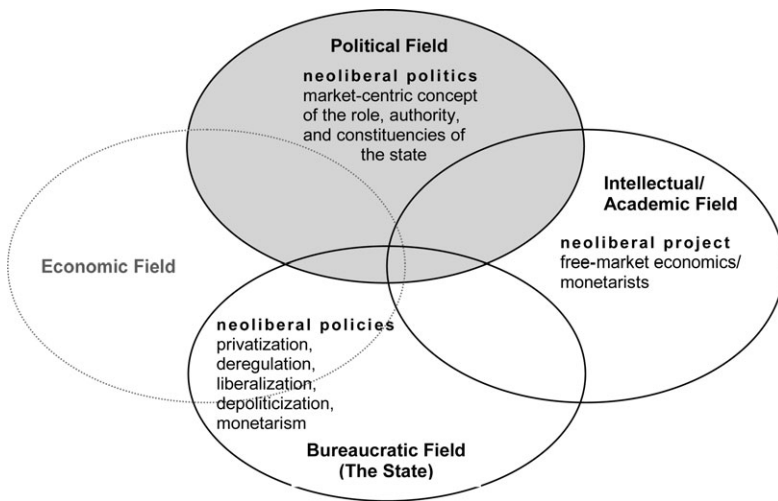 Political Field
neoliberal politics
market-centric concept
of the role, authority,
and constituencies of
the state
Intellectual/
Academic Field
neoliberal project
free-market economics/
monetarists
Economic Field
neoliberal policies
privatization,
deregulation,
liberalization,
depoliticization,
monetarism
Bureaucratic Field
(The State)